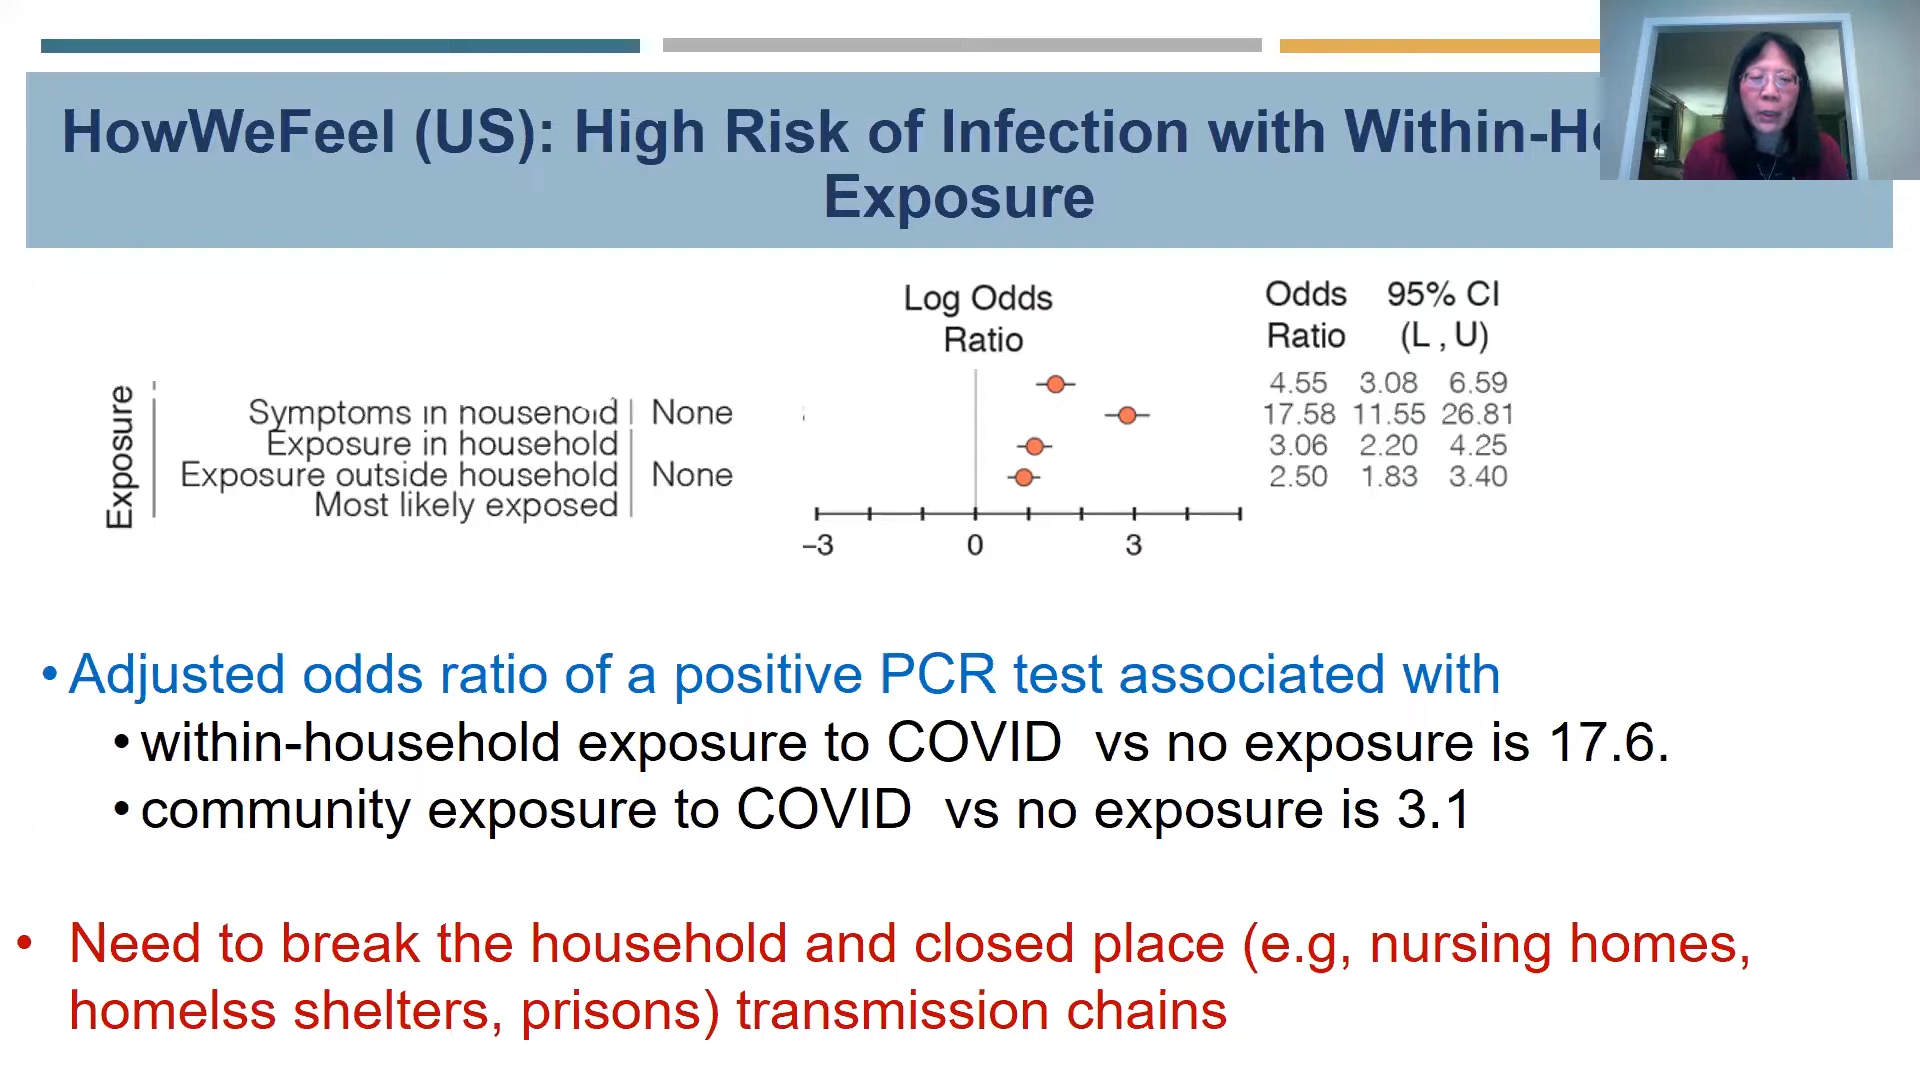 HowWeFeel (US): High Risk of Infection with Within-H
Exposure
Log Odds
Ratio
Odds
Ratio
95% CI
(L , U)
Exposure
Symptoms in household | None
Exposure in household
Exposure outside household | None
Most likely exposed
4.55 3.08 6.59
17.58 11.55 26.81
3.06 2.20 4.25
2.50 1.83 3.40
–3 0 3
• Adjusted odds ratio of a positive PCR test associated with
• within-household exposure to COVID vs no exposure is 17.6.
• community exposure to COVID vs no exposure is 3.1
• Need to break the household and closed place (e.g, nursing homes,
homelss shelters, prisons) transmission chains